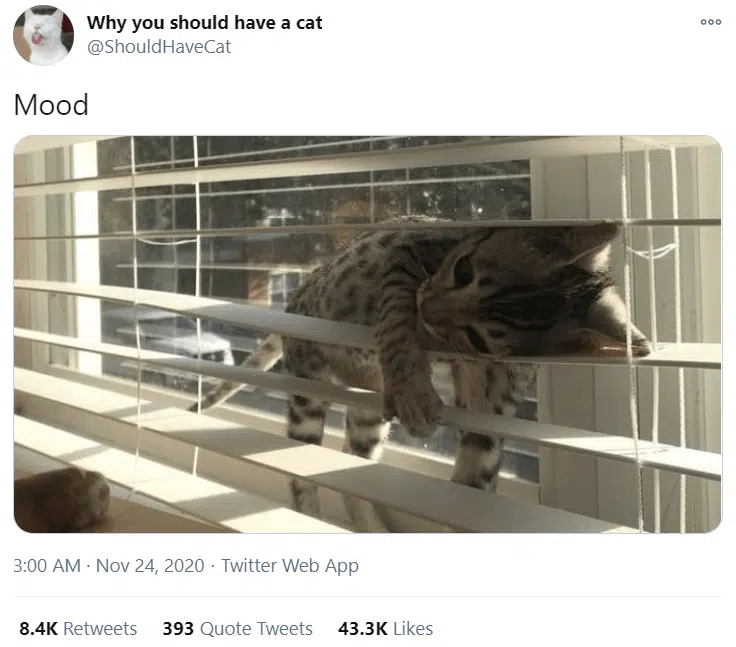 Why you should have a cat
@ShouldHaveCat
Mood
3:00 AM · Nov 24, 2020 · Twitter Web App
8.4K Retweets 393 Quote Tweets 43.3K Likes